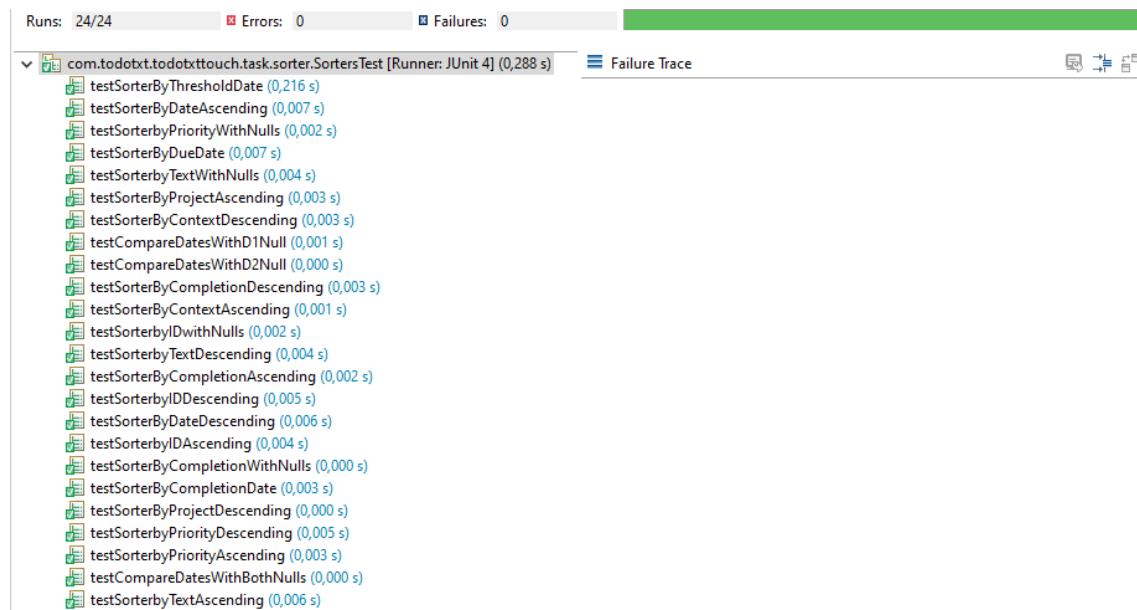 Runs: 24/24 Errors: 0 Failures: 0
com.todotxt.todotxttouch.task.sorter.SortersTest [Runner: JUnit 4] (0,288 s)
Failure Trace
testSorterByThresholdDate (0,216 s)
testSorterByDateAscending (0,007 s)
testSorterbyPriorityWithNulls (0,002 s)
testSorterByDueDate (0,007 s)
testSorterbyTextWithNulls (0,004 s)
testSorterByProjectAscending (0,003 s)
testSorterByContextDescending (0,003 s)
testCompareDatesWithD1Null (0,001 s)
testCompareDatesWithD2Null (0,000 s)
testSorterByCompletionDescending (0,003 s)
testSorterByContextAscending (0,001 s)
testSorterbyIDwithNulls (0,002 s)
testSorterbyTextDescending (0,004 s)
testSorterByCompletionAscending (0,002 s)
testSorterbyIDDescending (0,005 s)
testSorterByDateDescending (0,006 s)
testSorterbyIDAscending (0,004 s)
testSorterByCompletionWithNulls (0,000 s)
testSorterByCompletionDate (0,003 s)
testSorterByProjectDescending (0,000 s)
testSorterbyPriorityDescending (0,005 s)
testSorterbyPriorityAscending (0,003 s)
testCompareDatesWithBothNulls (0,000 s)
testSorterbyTextAscending (0,006 s)